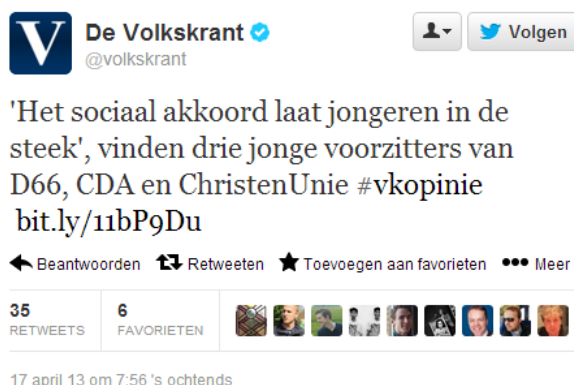 V De Volkskrant
@volkskrant
Volgen
'Het sociaal akkoord laat jongeren in de
steek', vinden drie jonge voorzitters van
D66, CDA en ChristenUnie #vkopinie
bit.ly/11bP9Du
Beantwoorden Retweeten Toevoegen aan favorieten Meer
35 6
RETWEETS FAVORIETEN
17 april 13 om 7:56 's ochtends